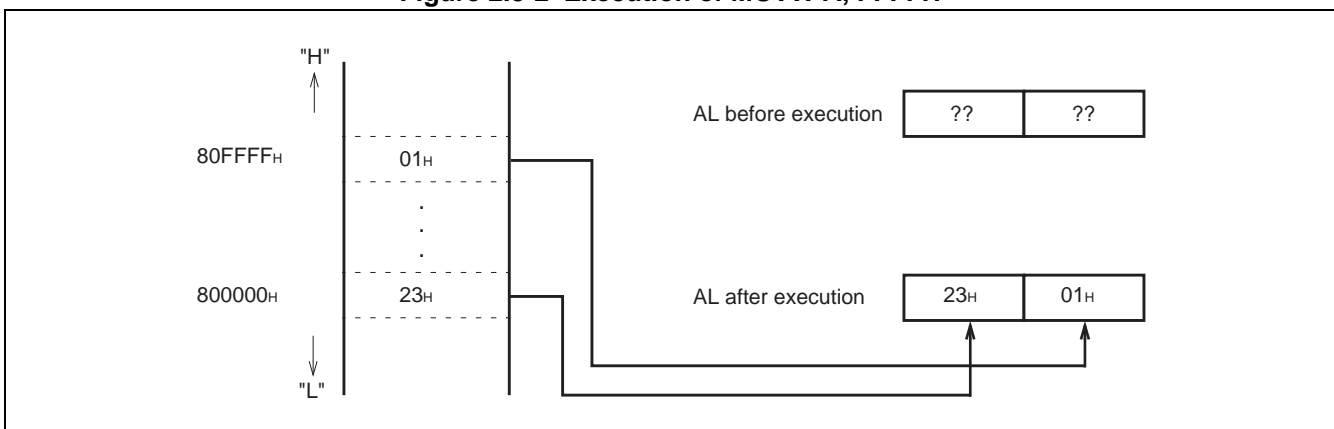 "H"
AL before execution ?? ??
80FFFFH 01H
.
.
.
800000H 23H AL after execution 23H 01H
"L"